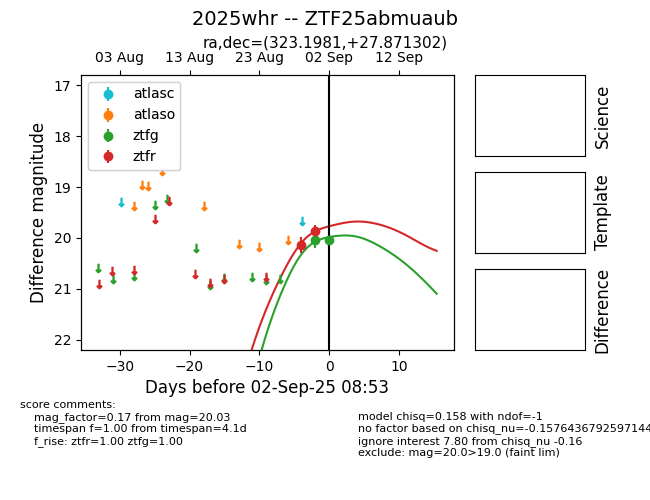 2025whr -- ZTF25abmuaub
ra,dec=(323.1981,+27.871302)
03 Aug 13 Aug 23 Aug 02 Sep 12 Sep
atlasc
atlaso
ztfg
ztfr
17
18
19
20
21
22
Difference magnitude
−30 −20 −10 0 10
Days before 02-Sep-25 08:53
Science
Template
Difference
score comments:
mag_factor=0.17 from mag=20.03
timespan f=1.00 from timespan=4.1d
f_rise: ztfr=1.00 ztfg=1.00
model chisq=0.158 with ndof=-1
no factor based on chisq_nu=-0.1576436792597144
ignore interest 7.80 from chisq_nu -0.16
exclude: mag=20.0>19.0 (faint lim)